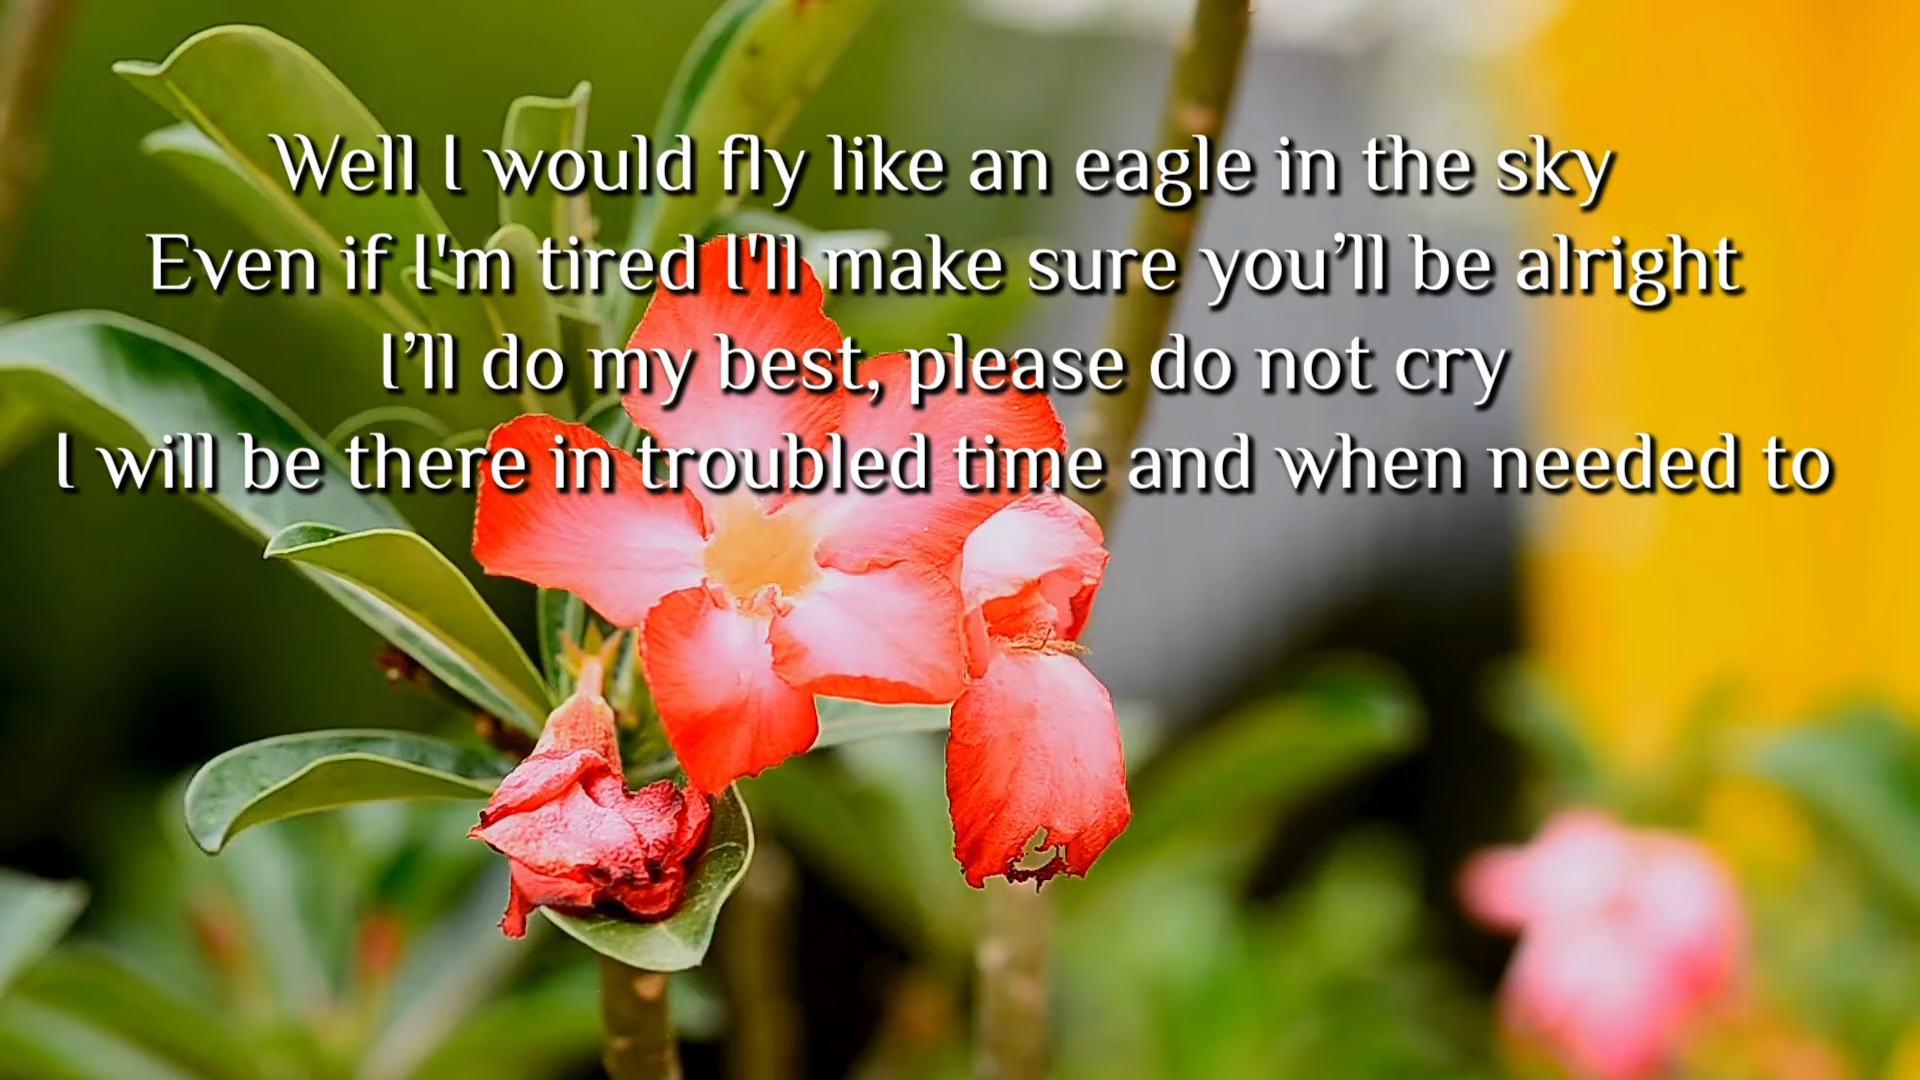 Well I would fly like an eagle in the sky
Even if I'm tired I'll make sure you’ll be alright
I’ll do my best, please do not cry
I will be there in troubled time and when needed to